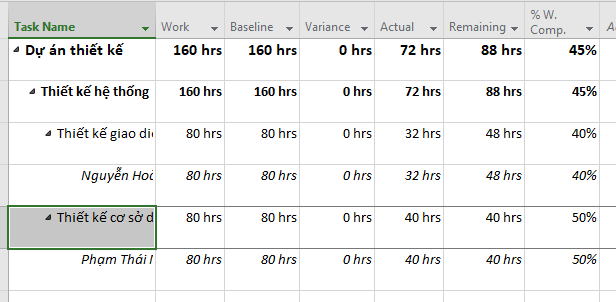 Task Name Work Baseline Variance Actual Remaining % W. Comp.
Dự án thiết kế 160 hrs 160 hrs 0 hrs 72 hrs 88 hrs 45%
Thiết kế hệ thống 160 hrs 160 hrs 0 hrs 72 hrs 88 hrs 45%
Thiết kế giao 80 hrs 80 hrs 0 hrs 32 hrs 48 hrs 40%
Nguyễn 80 hrs 80 hrs 0 hrs 32 hrs 48 hrs 40%
Thiết kế cơ sở 80 hrs 80 hrs 0 hrs 40 hrs 40 hrs 50%
Phạm Thái 80 hrs 80 hrs 0 hrs 40 hrs 40 hrs 50%